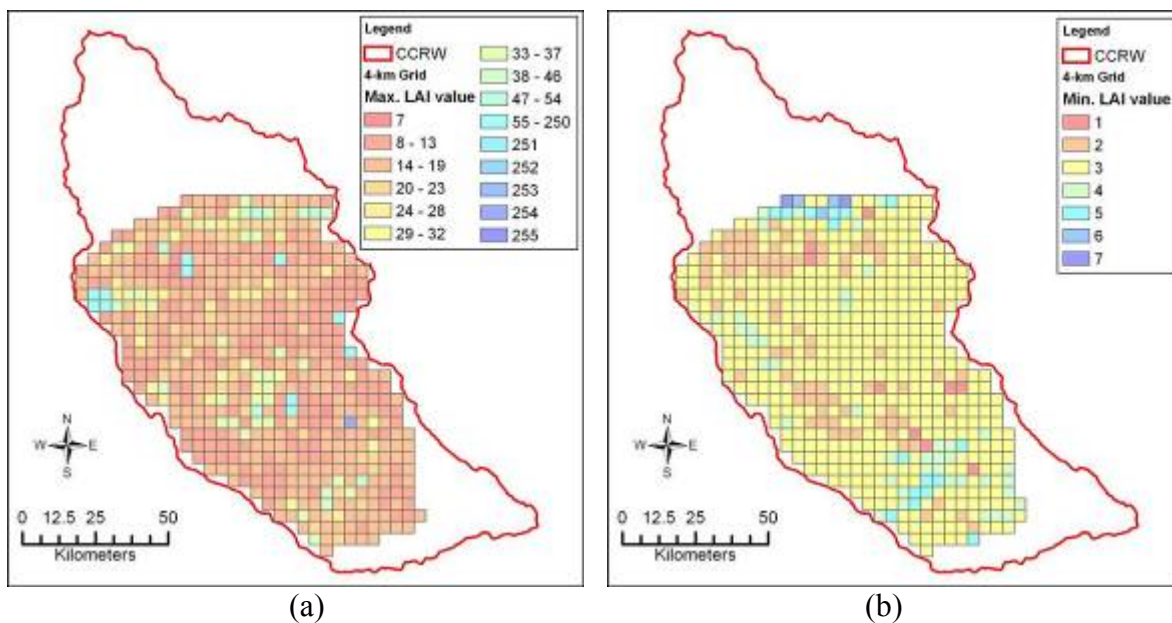 Legend
CCRW
4-km Grid
Max. LAI value
7
8 - 13
14 - 19
20 - 23
24 - 28
29 - 32
33 - 37
38 - 46
47 - 54
55 - 250
251
252
253
254
255
N
W E
S
0 12.5 25 50
Kilometers
(a)
Legend
CCRW
4-km Grid
Min. LAI value
1
2
3
4
5
6
7
N
W E
S
0 12.5 25 50
Kilometers
(b)